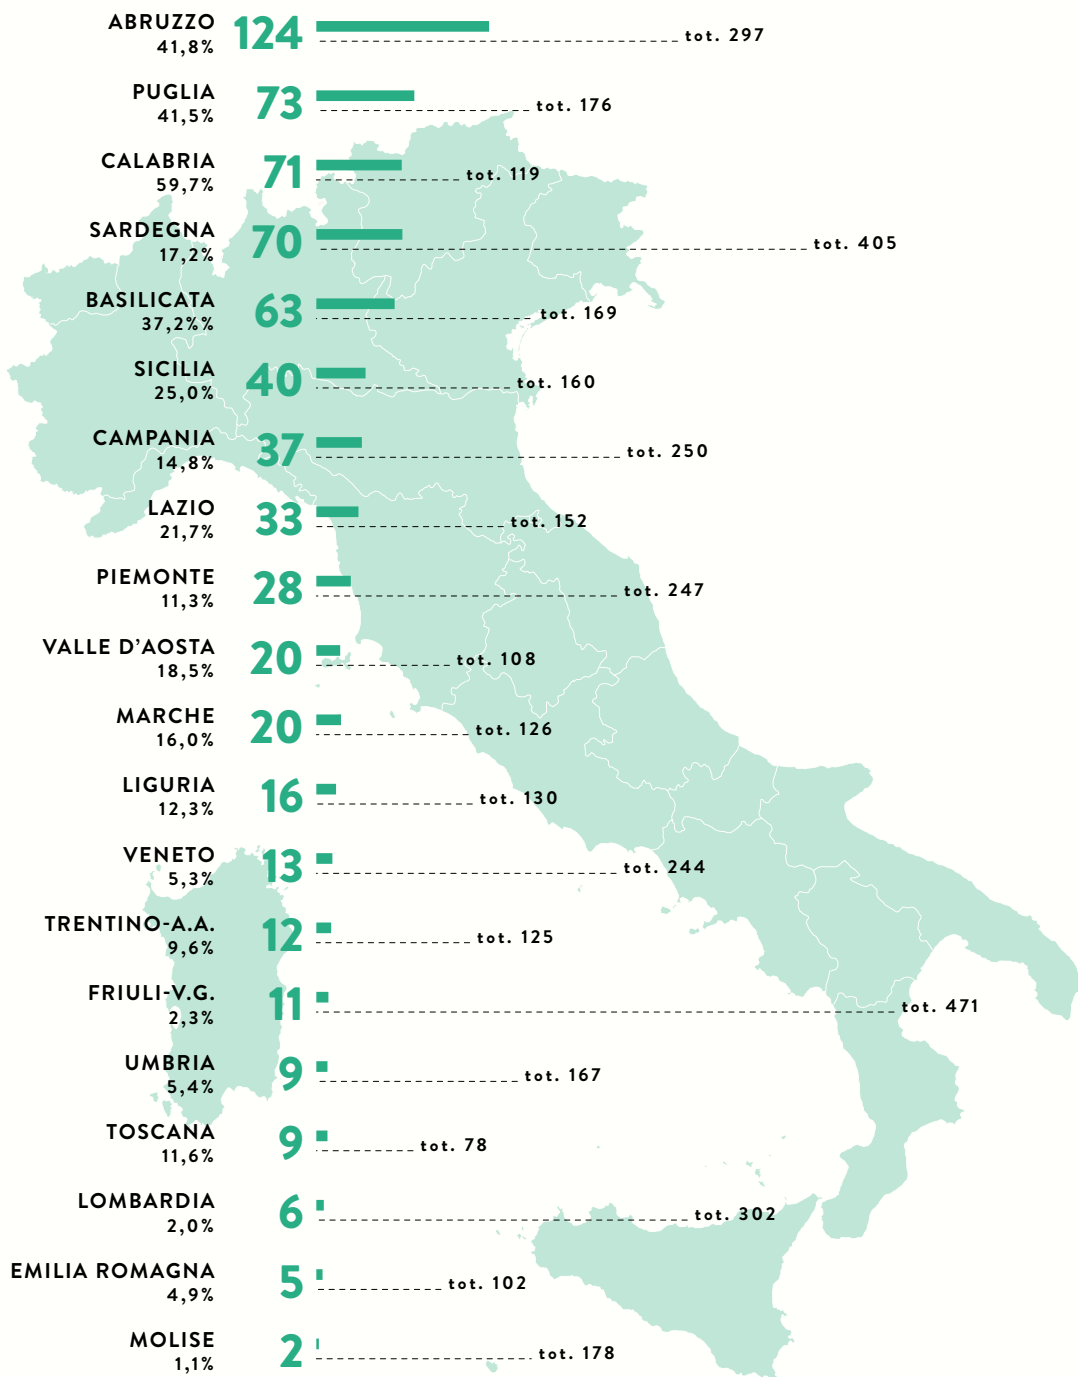 ABRUZZO 124
41,8% tot. 297
PUGLIA 73
41,5% tot. 176
CALABRIA 71
59,7% tot. 119
SARDEGNA 70
17,2% tot. 405
BASILICATA 63
37,2%% tot. 169
SICILIA 40
25,0% tot. 160
CAMPANIA 37
14,8% tot. 250
LAZIO 33
21,7% tot. 152
PIEMONTE 28
11,3% tot. 247
VALLE D'AOSTA 20
18,5% tot. 108
MARCHE 20
16,0% tot. 126
LIGURIA 16
12,3% tot. 130
VENETO 13
5,3% tot. 244
TRENTINO-A.A. 12
9,6% tot. 125
FRIULI-V.G. 11
2,3% tot. 471
UMBRIA 9
5,4% tot. 167
TOSCANA 9
11,6% tot. 78
LOMBARDIA 6
2,0% tot. 302
EMILIA ROMAGNA 5
4,9% tot. 102
MOLISE 2
1,1% tot. 178